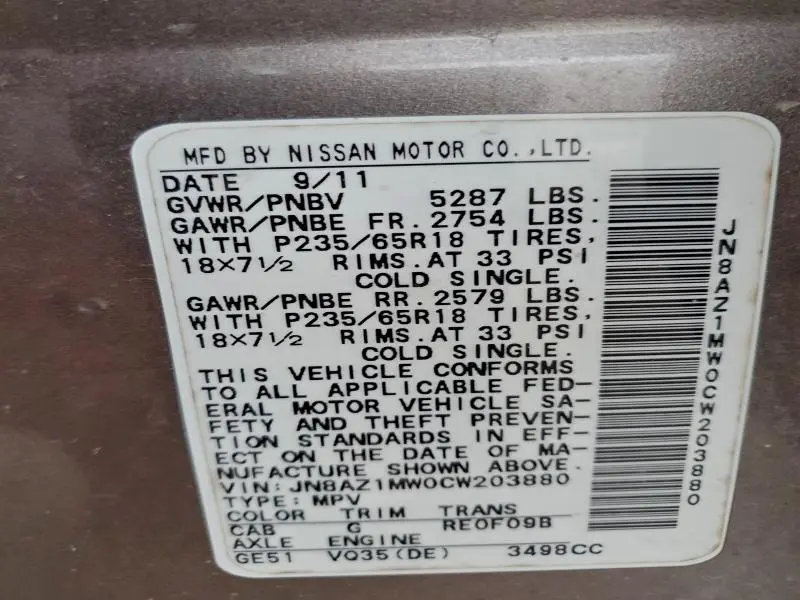 MFD BY NISSAN MOTOR CO.,LTD.
DATE 9/11
GVWR/PNBV 5287 LBS.
GAWR/PNBE FR. 2754 LBS.
WITH P235/65R18 TIRES,
18×7½ RIMS. AT 33 PSI
COLD SINGLE.
GAWR/PNBE RR. 2579 LBS.
WITH P235/65R18 TIRES,
18×7½ RIMS. AT 33 PSI
COLD SINGLE.
THIS VEHICLE CONFORMS
TO ALL APPLICABLE FED–
ERAL MOTOR VEHICLE SA–
FETY AND THEFT PREVEN–
TION STANDARDS IN EFF–
ECT ON THE DATE OF MA–
NUFACTURE SHOWN ABOVE.
VIN: JN8AZ1MW0CW203880
TYPE: MPV
COLOR TRIM TRANS
CAB G RE0F09B
AXLE ENGINE
GE51 VQ35(DE) 3498CC
JN8AZ1MW0CW203880